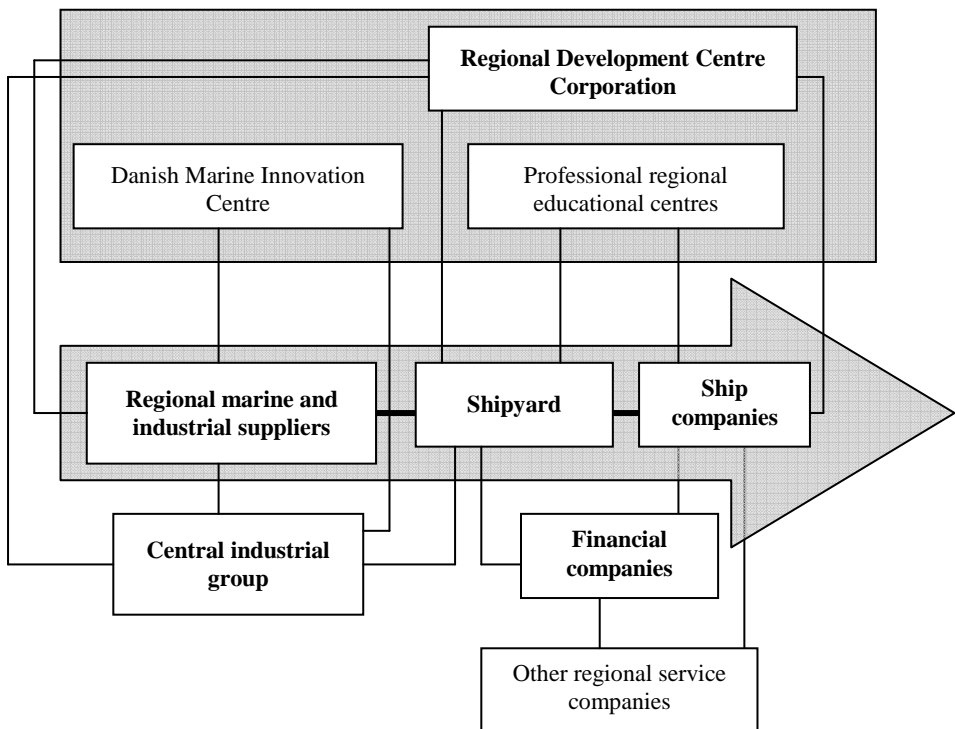 Regional Development Centre
Corporation
Danish Marine Innovation
Centre
Professional regional
educational centres
Regional marine and
industrial suppliers
Shipyard
Ship
companies
Central industrial
group
Financial
companies
Other regional service
companies